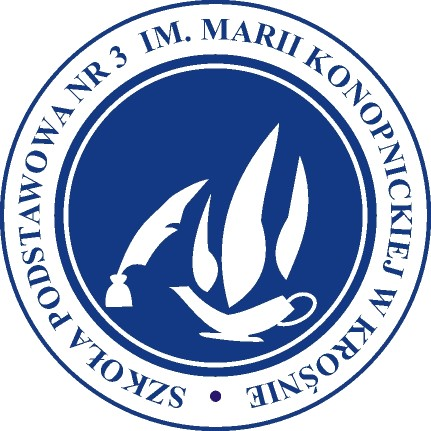 SZKOŁA PODSTAWOWA NR 3 IM. MARII KONOPNICKIEJ W KROŚNIE